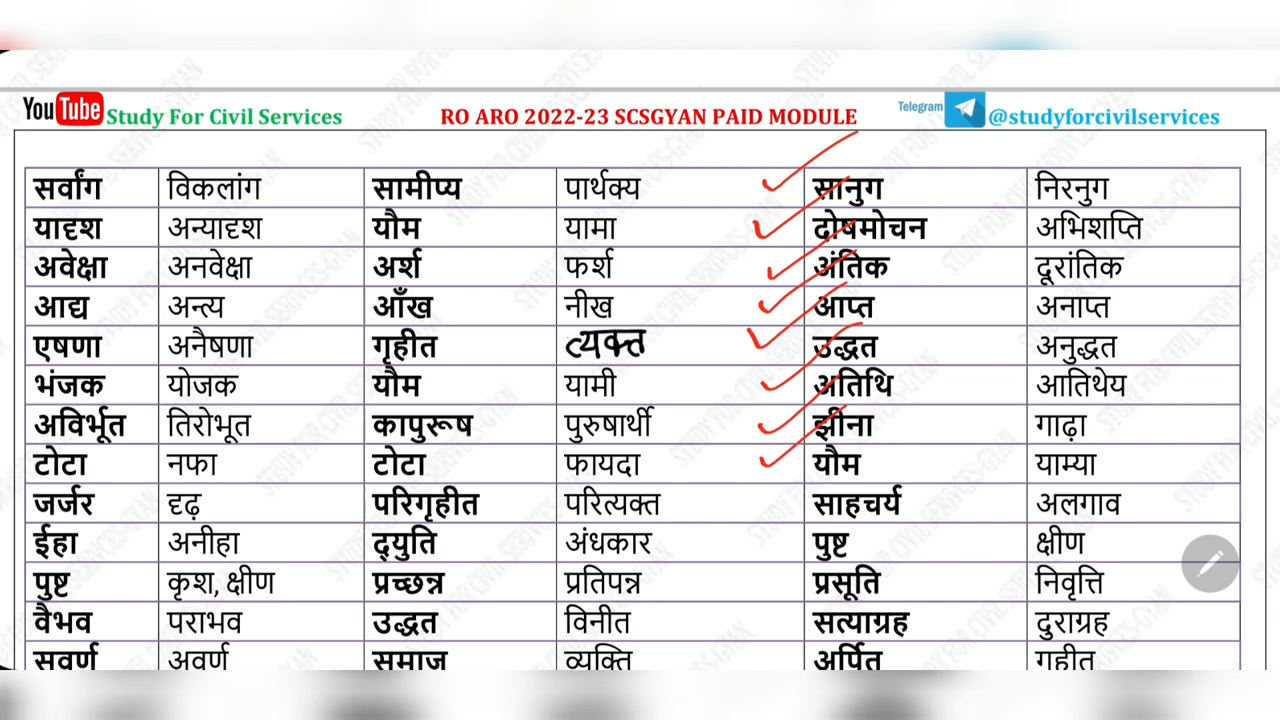 YouTube Study For Civil Services RO ARO 2022-23 SCSGYAN PAID MODULE Telegram @studyforcivilservices
सर्वांग विकलांग सामीप्य पार्थक्य सानुग निरनुग
यादृश अन्यादृश यौम यामा दोषमोचन अभिशप्ति
अवेक्षा अनवेक्षा अर्श फर्श अंतिक दूरांतिक
आद्य अन्त्य आँख नीख आप्त अनाप्त
एषणा अनैषणा गृहीत त्यक्त उद्धत अनुद्धत
भंजक योजक यौम यामी अतिथि आतिथेय
अविर्भूत तिरोभूत कापुरूष पुरुषार्थी झीना गाढ़ा
टोटा नफा टोटा फायदा यौम याम्या
जर्जर दृढ़ परिगृहीत परित्यक्त साहचर्य अलगाव
ईहा अनीहा द्युति अंधकार पुष्ट क्षीण
पुष्ट कृश, क्षीण प्रच्छन्न प्रतिपन्न प्रसूति निवृत्ति
वैभव पराभव उद्धत विनीत सत्याग्रह दुराग्रह
सवर्ण अवर्ण समाज व्यक्ति अर्पित गृहीत